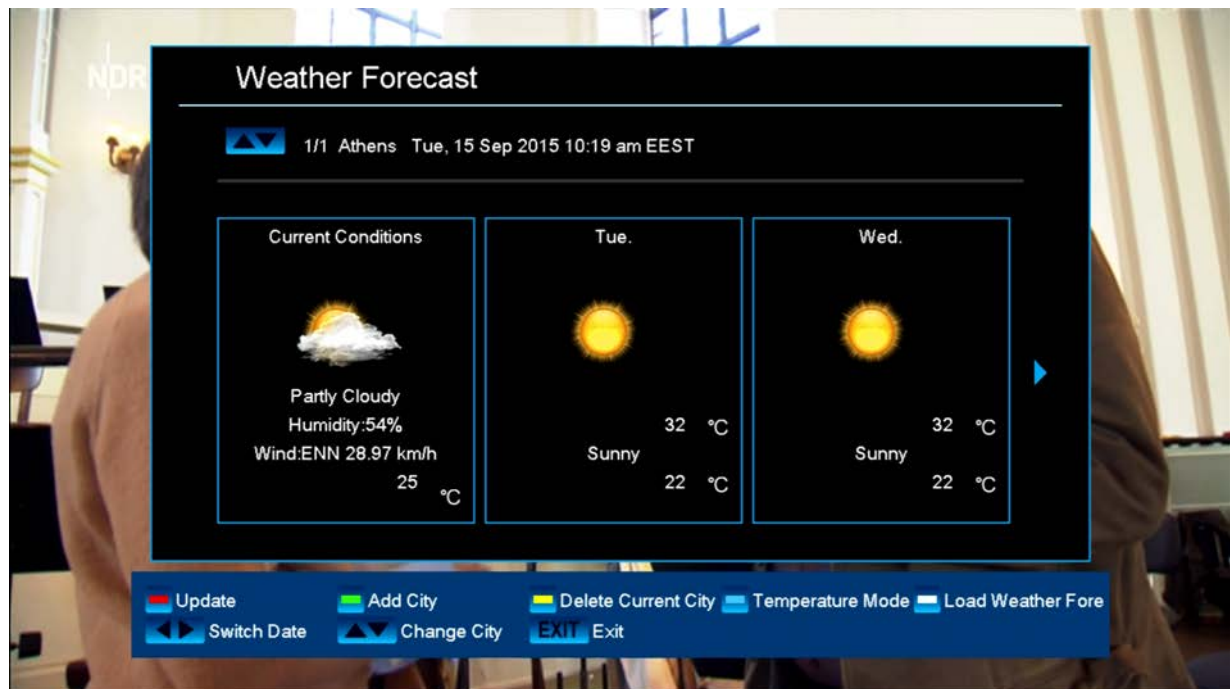 NDR
Weather Forecast
1/1 Athens Tue, 15 Sep 2015 10:19 am EEST
Current Conditions
Partly Cloudy
Humidity:54%
Wind:ENN 28.97 km/h
25 °C
Tue.
32 °C
Sunny
22 °C
Wed.
32 °C
Sunny
22 °C
Update Add City Delete Current City Temperature Mode Load Weather Fore
Switch Date Change City EXIT Exit